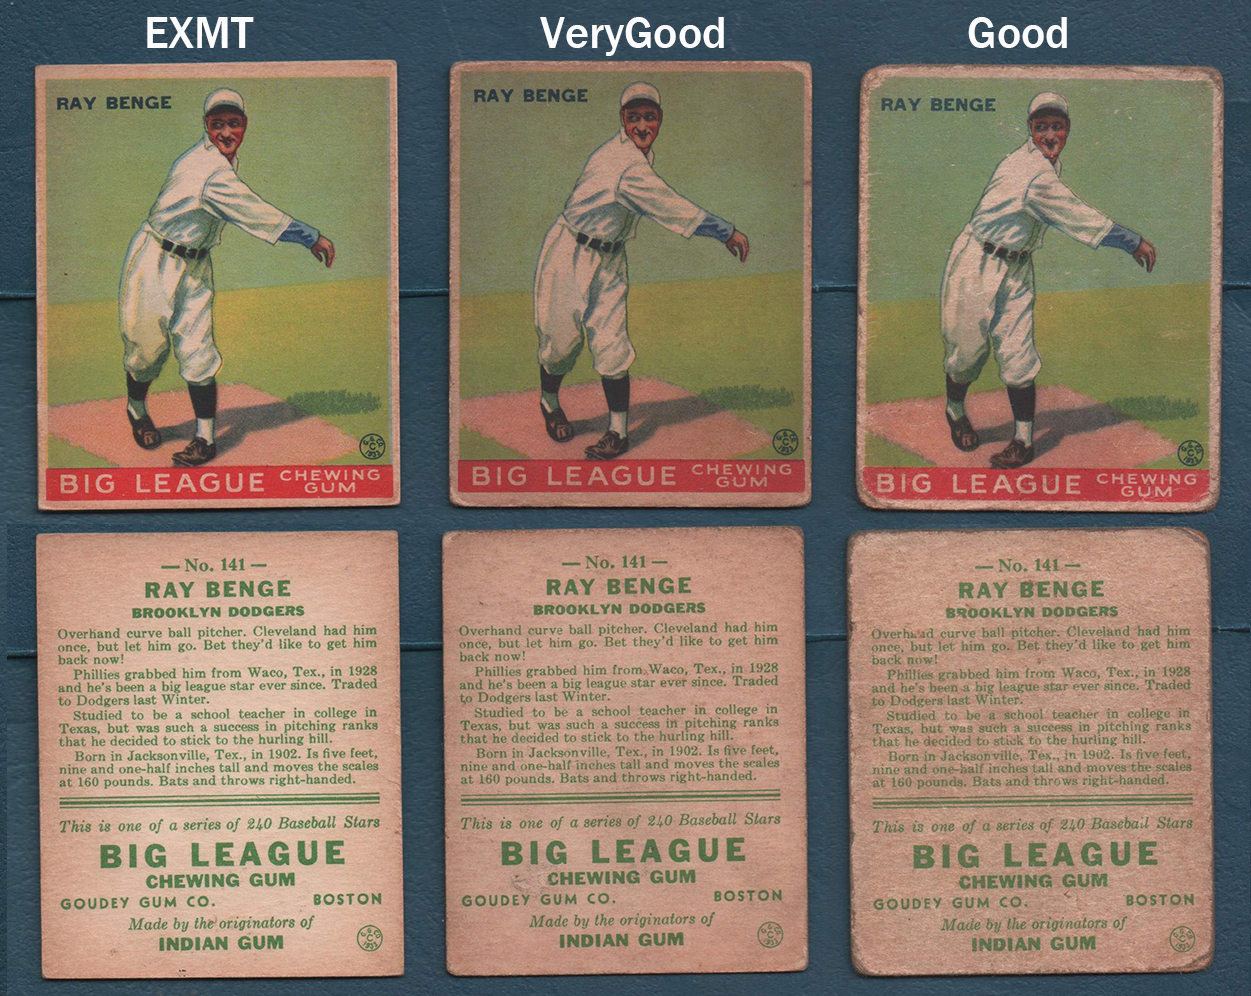 EXMT
VeryGood
Good
RAY BENGE
BIG LEAGUE CHEWING GUM
RAY BENGE
BIG LEAGUE CHEWING GUM
RAY BENGE
BIG LEAGUE CHEWING GUM
— No. 141 —
RAY BENGE
BROOKLYN DODGERS
Overhand curve ball pitcher. Cleveland had him
once, but let him go. Bet they'd like to get him
back now!
Phillies grabbed him from Waco, Tex., in 1928
and he's been a big league star ever since. Traded
to Dodgers last Winter.
Studied to be a school teacher in college in
Texas, but was such a success in pitching ranks
that he decided to stick to the hurling hill.
Born in Jacksonville, Tex., in 1902. Is five feet,
nine and one-half inches tall and moves the scales
at 160 pounds. Bats and throws right-handed.
This is one of a series of 240 Baseball Stars
BIG LEAGUE
CHEWING GUM
GOUDEY GUM CO. BOSTON
Made by the originators of
INDIAN GUM
— No. 141 —
RAY BENGE
BROOKLYN DODGERS
Overhand curve ball pitcher. Cleveland had him
once, but let him go. Bet they'd like to get him
back now!
Phillies grabbed him from Waco, Tex., in 1928
and he's been a big league star ever since. Traded
to Dodgers last Winter.
Studied to be a school teacher in college in
Texas, but was such a success in pitching ranks
that he decided to stick to the hurling hill.
Born in Jacksonville, Tex., in 1902. Is five feet,
nine and one-half inches tall and moves the scales
at 160 pounds. Bats and throws right-handed.
This is one of a series of 240 Baseball Stars
BIG LEAGUE
CHEWING GUM
GOUDEY GUM CO. BOSTON
Made by the originators of
INDIAN GUM
— No. 141 —
RAY BENGE
BROOKLYN DODGERS
Overhand curve ball pitcher. Cleveland had him
once, but let him go. Bet they'd like to get him
back now!
Phillies grabbed him from Waco, Tex., in 1928
and he's been a big league star ever since. Traded
to Dodgers last Winter.
Studied to be a school teacher in college in
Texas, but was such a success in pitching ranks
that he decided to stick to the hurling hill.
Born in Jacksonville, Tex., in 1902. Is five feet,
nine and one-half inches tall and moves the scales
at 160 pounds. Bats and throws right-handed.
This is one of a series of 240 Baseball Stars
BIG LEAGUE
CHEWING GUM
GOUDEY GUM CO. BOSTON
Made by the originators of
INDIAN GUM